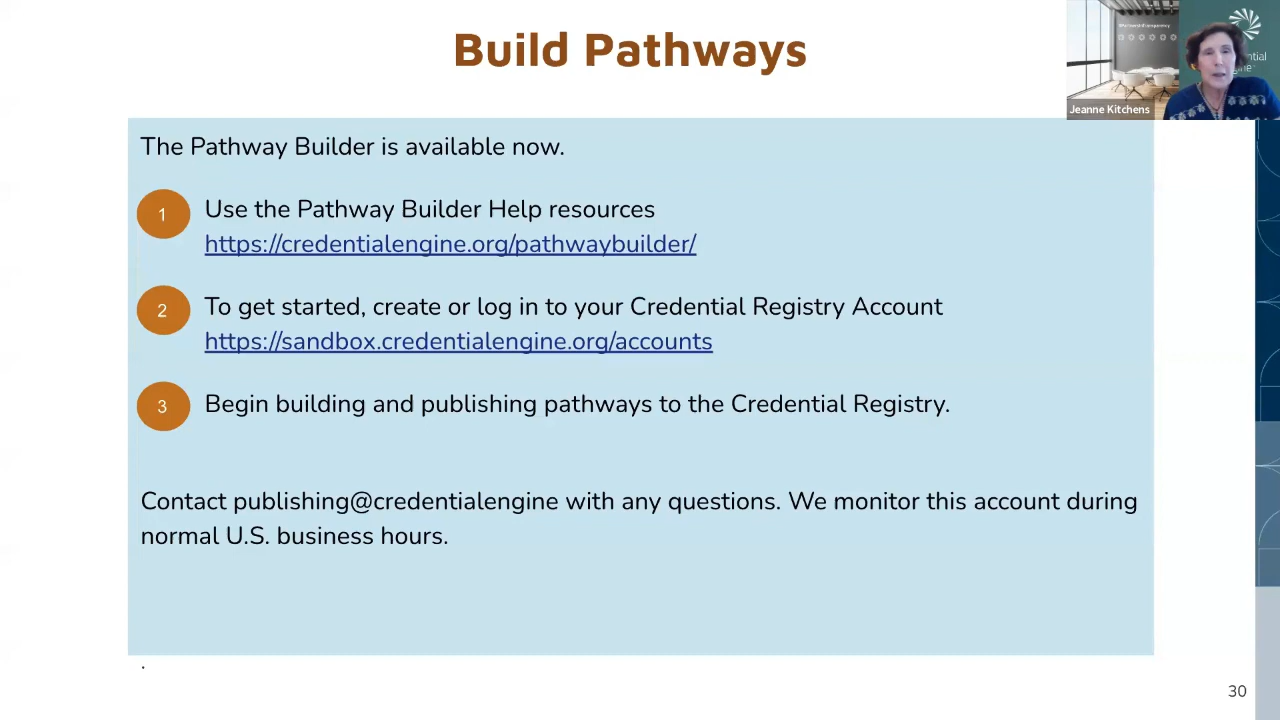 Build Pathways
Jeanne Kitchens
The Pathway Builder is available now.
1
Use the Pathway Builder Help resources
https://credentialengine.org/pathwaybuilder/
2
To get started, create or log in to your Credential Registry Account
https://sandbox.credentialengine.org/accounts
3
Begin building and publishing pathways to the Credential Registry.
Contact publishing@credentialengine with any questions. We monitor this account during
normal U.S. business hours.
.
30